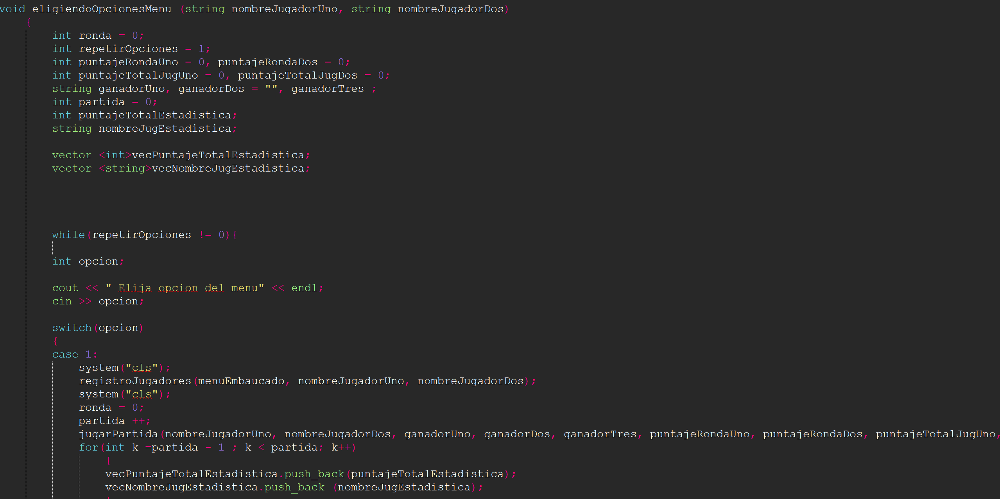 void eligiendoOpcionesMenu (string nombreJugadorUno, string nombreJugadorDos)
{
int ronda = 0;
int repetirOpciones = 1;
int puntajeRondaUno = 0, puntajeRondaDos = 0;
int puntajeTotalJugUno = 0, puntajeTotalJugDos = 0;
string ganadorUno, ganadorDos = "", ganadorTres ;
int partida = 0;
int puntajeTotalEstadistica;
string nombreJugEstadistica;
vector <int>vecPuntajeTotalEstadistica;
vector <string>vecNombreJugEstadistica;
while(repetirOpciones != 0){
int opcion;
cout << " Elija opcion del menu" << endl;
cin >> opcion;
switch(opcion)
{
case 1:
system("cls");
registroJugadores(menuEmbaucado, nombreJugadorUno, nombreJugadorDos);
system("cls");
ronda = 0;
partida ++;
jugarPartida(nombreJugadorUno, nombreJugadorDos, ganadorUno, ganadorDos, ganadorTres, puntajeRondaUno, puntajeRondaDos, puntajeTotalJugUno,
for(int k =partida - 1 ; k < partida; k++)
{
vecPuntajeTotalEstadistica.push_back(puntajeTotalEstadistica);
vecNombreJugEstadistica.push_back (nombreJugEstadistica);
}